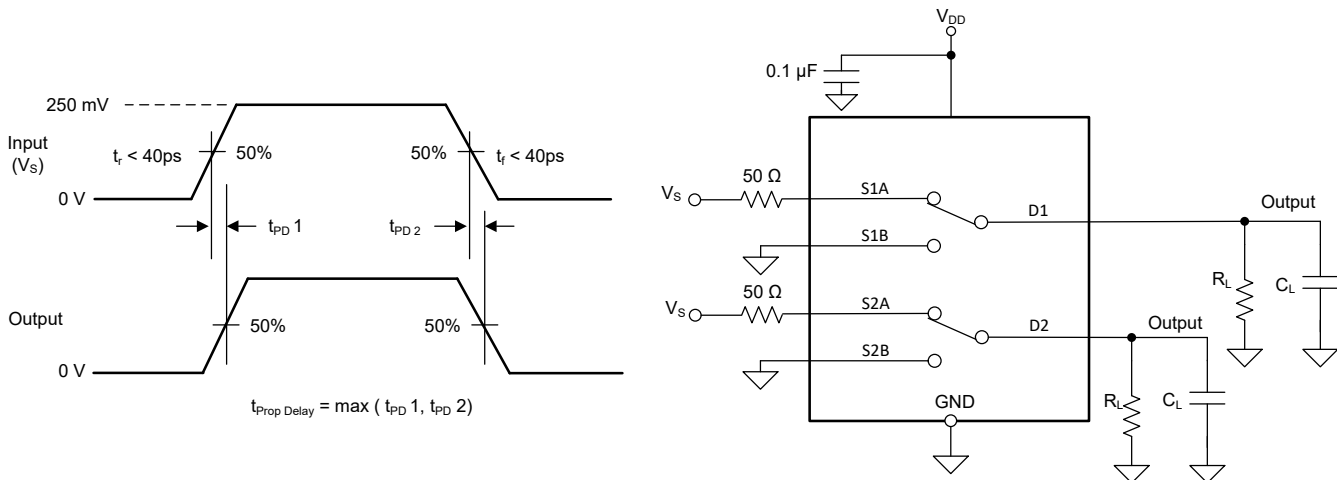 250 mV
Input
(VS)
tr < 40ps
50%
50%
tf < 40ps
0 V
tPD 1
tPD 2
Output
50%
50%
0 V
tProp Delay = max ( tPD 1, tPD 2)
VDD
0.1 µF
50 Ω
VS
S1A
D1
Output
S1B
RL
CL
50 Ω
VS
S2A
D2
Output
S2B
GND
RL
CL